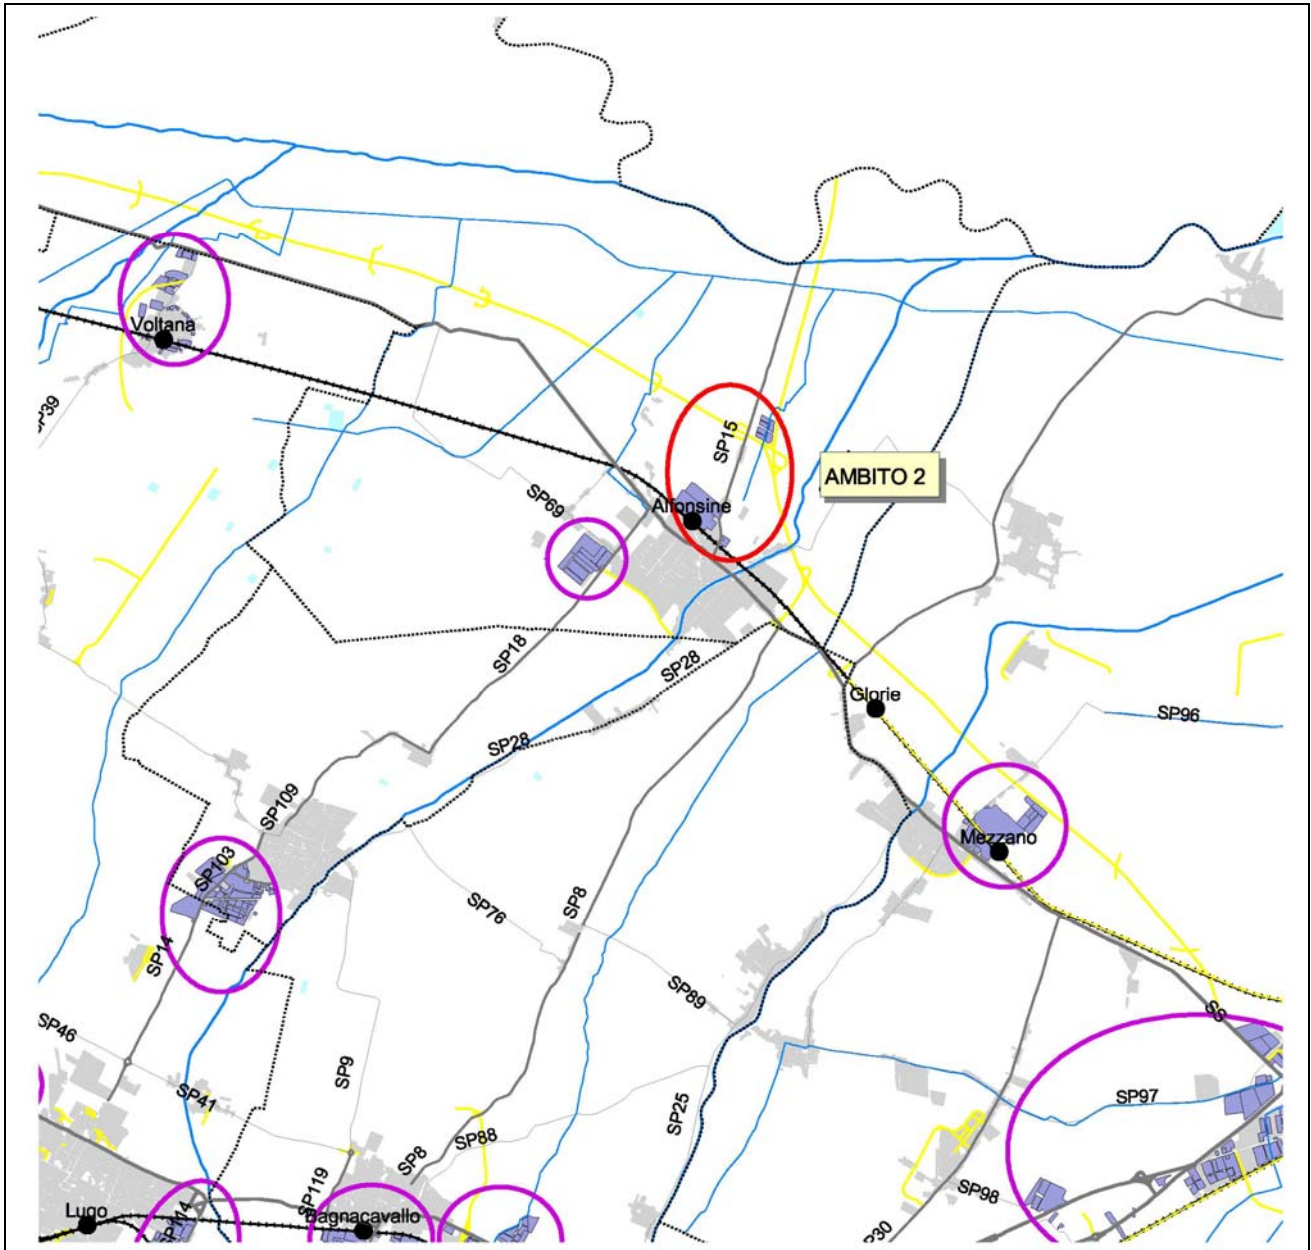 Voltana
SP39
SP15
AMBITO 2
SP69
Alfonsine
SP18
SP28
SP28
Glorie
SP96
SP109
SP103
Mezzano
SP14
SP76
SP8
SP89
SS
SP46
SP9
SP41
SP25
SP97
SP88
SP8
SP119
SP98
SP114
Lugo
Bagnacavallo
SP30